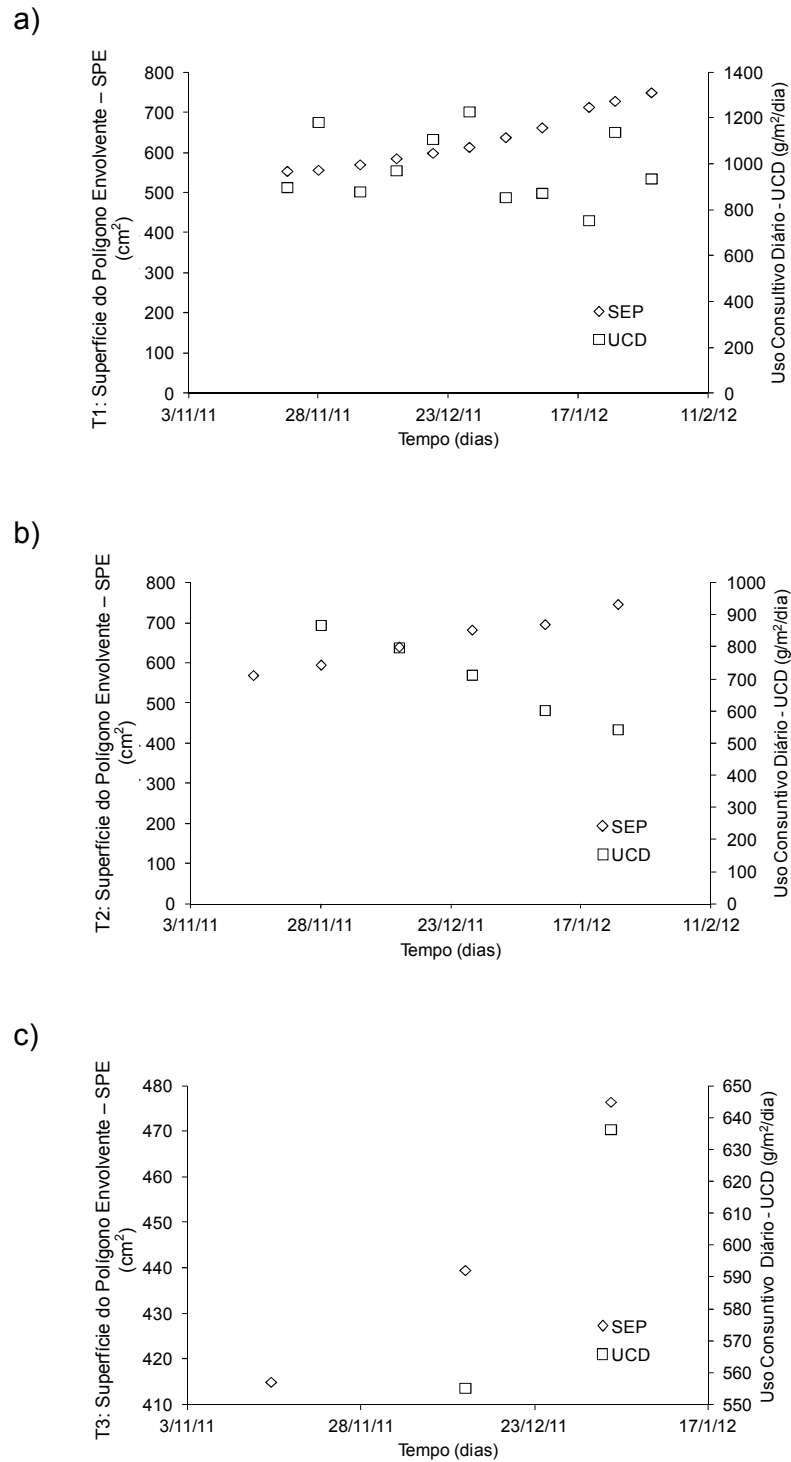 a)
T1: Superfície do Polígono Envolvente – SPE
(cm²)
800
700
600
500
400
300
200
100
0
1400
1200
1000
800
600
400
200
0
Uso Consultivo Diário - UCD (g/m²/dia)
SEP
UCD
3/11/11 28/11/11 23/12/11 17/1/12 11/2/12
Tempo (dias)
b)
T2: Superfície do Polígono Envolvente – SPE
(cm²)
800
700
600
500
400
300
200
100
0
1000
900
800
700
600
500
400
300
200
100
0
Uso Consuntivo Diário - UCD (g/m²/dia)
SEP
UCD
3/11/11 28/11/11 23/12/11 17/1/12 11/2/12
Tempo (dias)
c)
T3: Superfície do Polígono Envolvente – SPE
(cm²)
480
470
460
450
440
430
420
410
650
640
630
620
610
600
590
580
570
560
550
Uso Consuntivo Diário - UCD (g/m²/dia)
SEP
UCD
3/11/11 28/11/11 23/12/11 17/1/12
Tempo (dias)